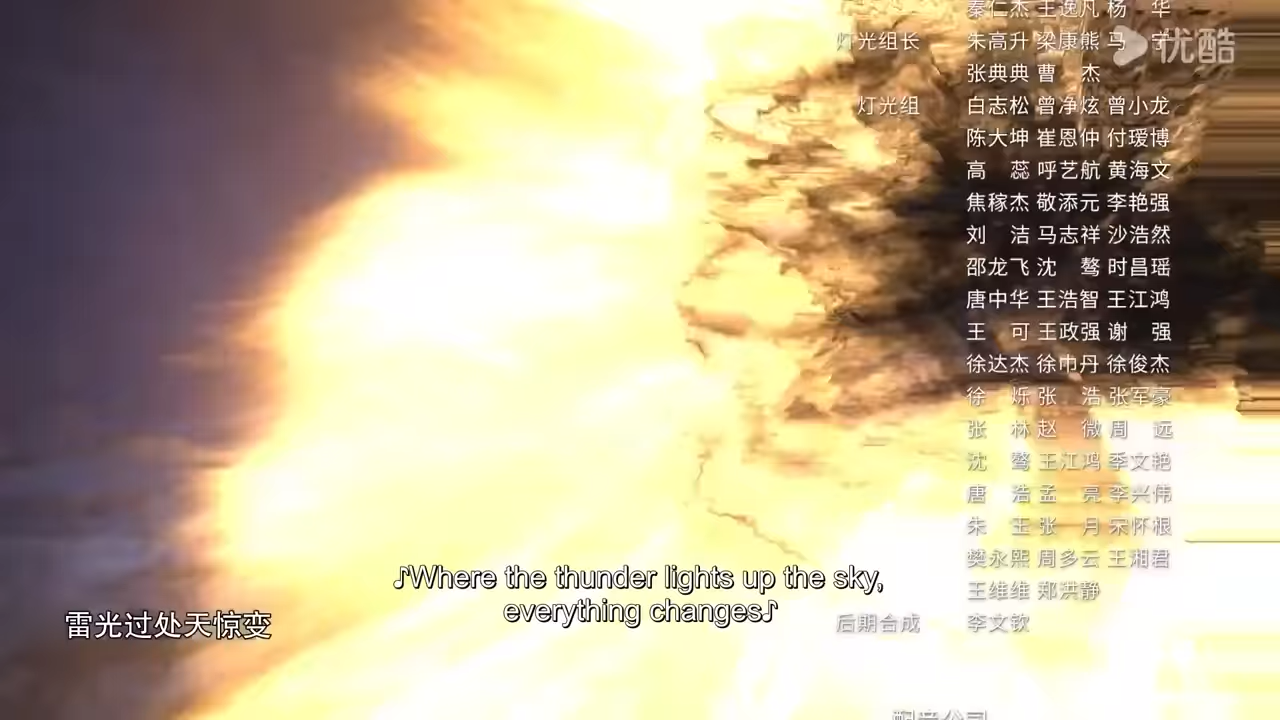 秦仁杰 王逸凡 杨 华
优酷
灯光组长 朱高升 梁康熊 马 宇
张典典 曹 杰
灯光组 白志松 曾净炫 曾小龙
陈大坤 崔恩仲 付瑷博
高 蕊 呼艺航 黄海文
焦稼杰 敬添元 李艳强
刘 洁 马志祥 沙浩然
邵龙飞 沈 骜 时昌瑶
唐中华 王浩智 王江鸿
王 可 王政强 谢 强
徐达杰 徐巾丹 徐俊杰
徐 烁 张 浩 张军豪
张 林 赵 微 周 远
沈 骜 王江鸿 季文艳
唐 浩 孟 亮 李兴伟
朱 玉 张 月 宋怀根
樊永熙 周多云 王湘君
王维维 郑洪静
后期合成 李文钦
♪Where the thunder lights up the sky,
everything changes♪
雷光过处天惊变
配音公司